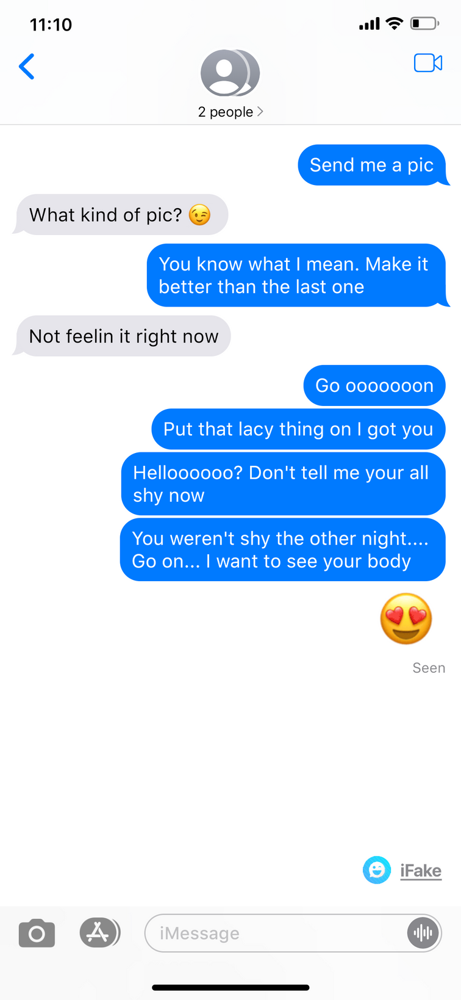 11:10
2 people
Send me a pic
What kind of pic? 😉
You know what I mean. Make it
better than the last one
Not feelin it right now
Go ooooooon
Put that lacy thing on I got you
Helloooooo? Don't tell me your all
shy now
You weren't shy the other night....
Go on... I want to see your body
😍
Seen
iFake
iMessage